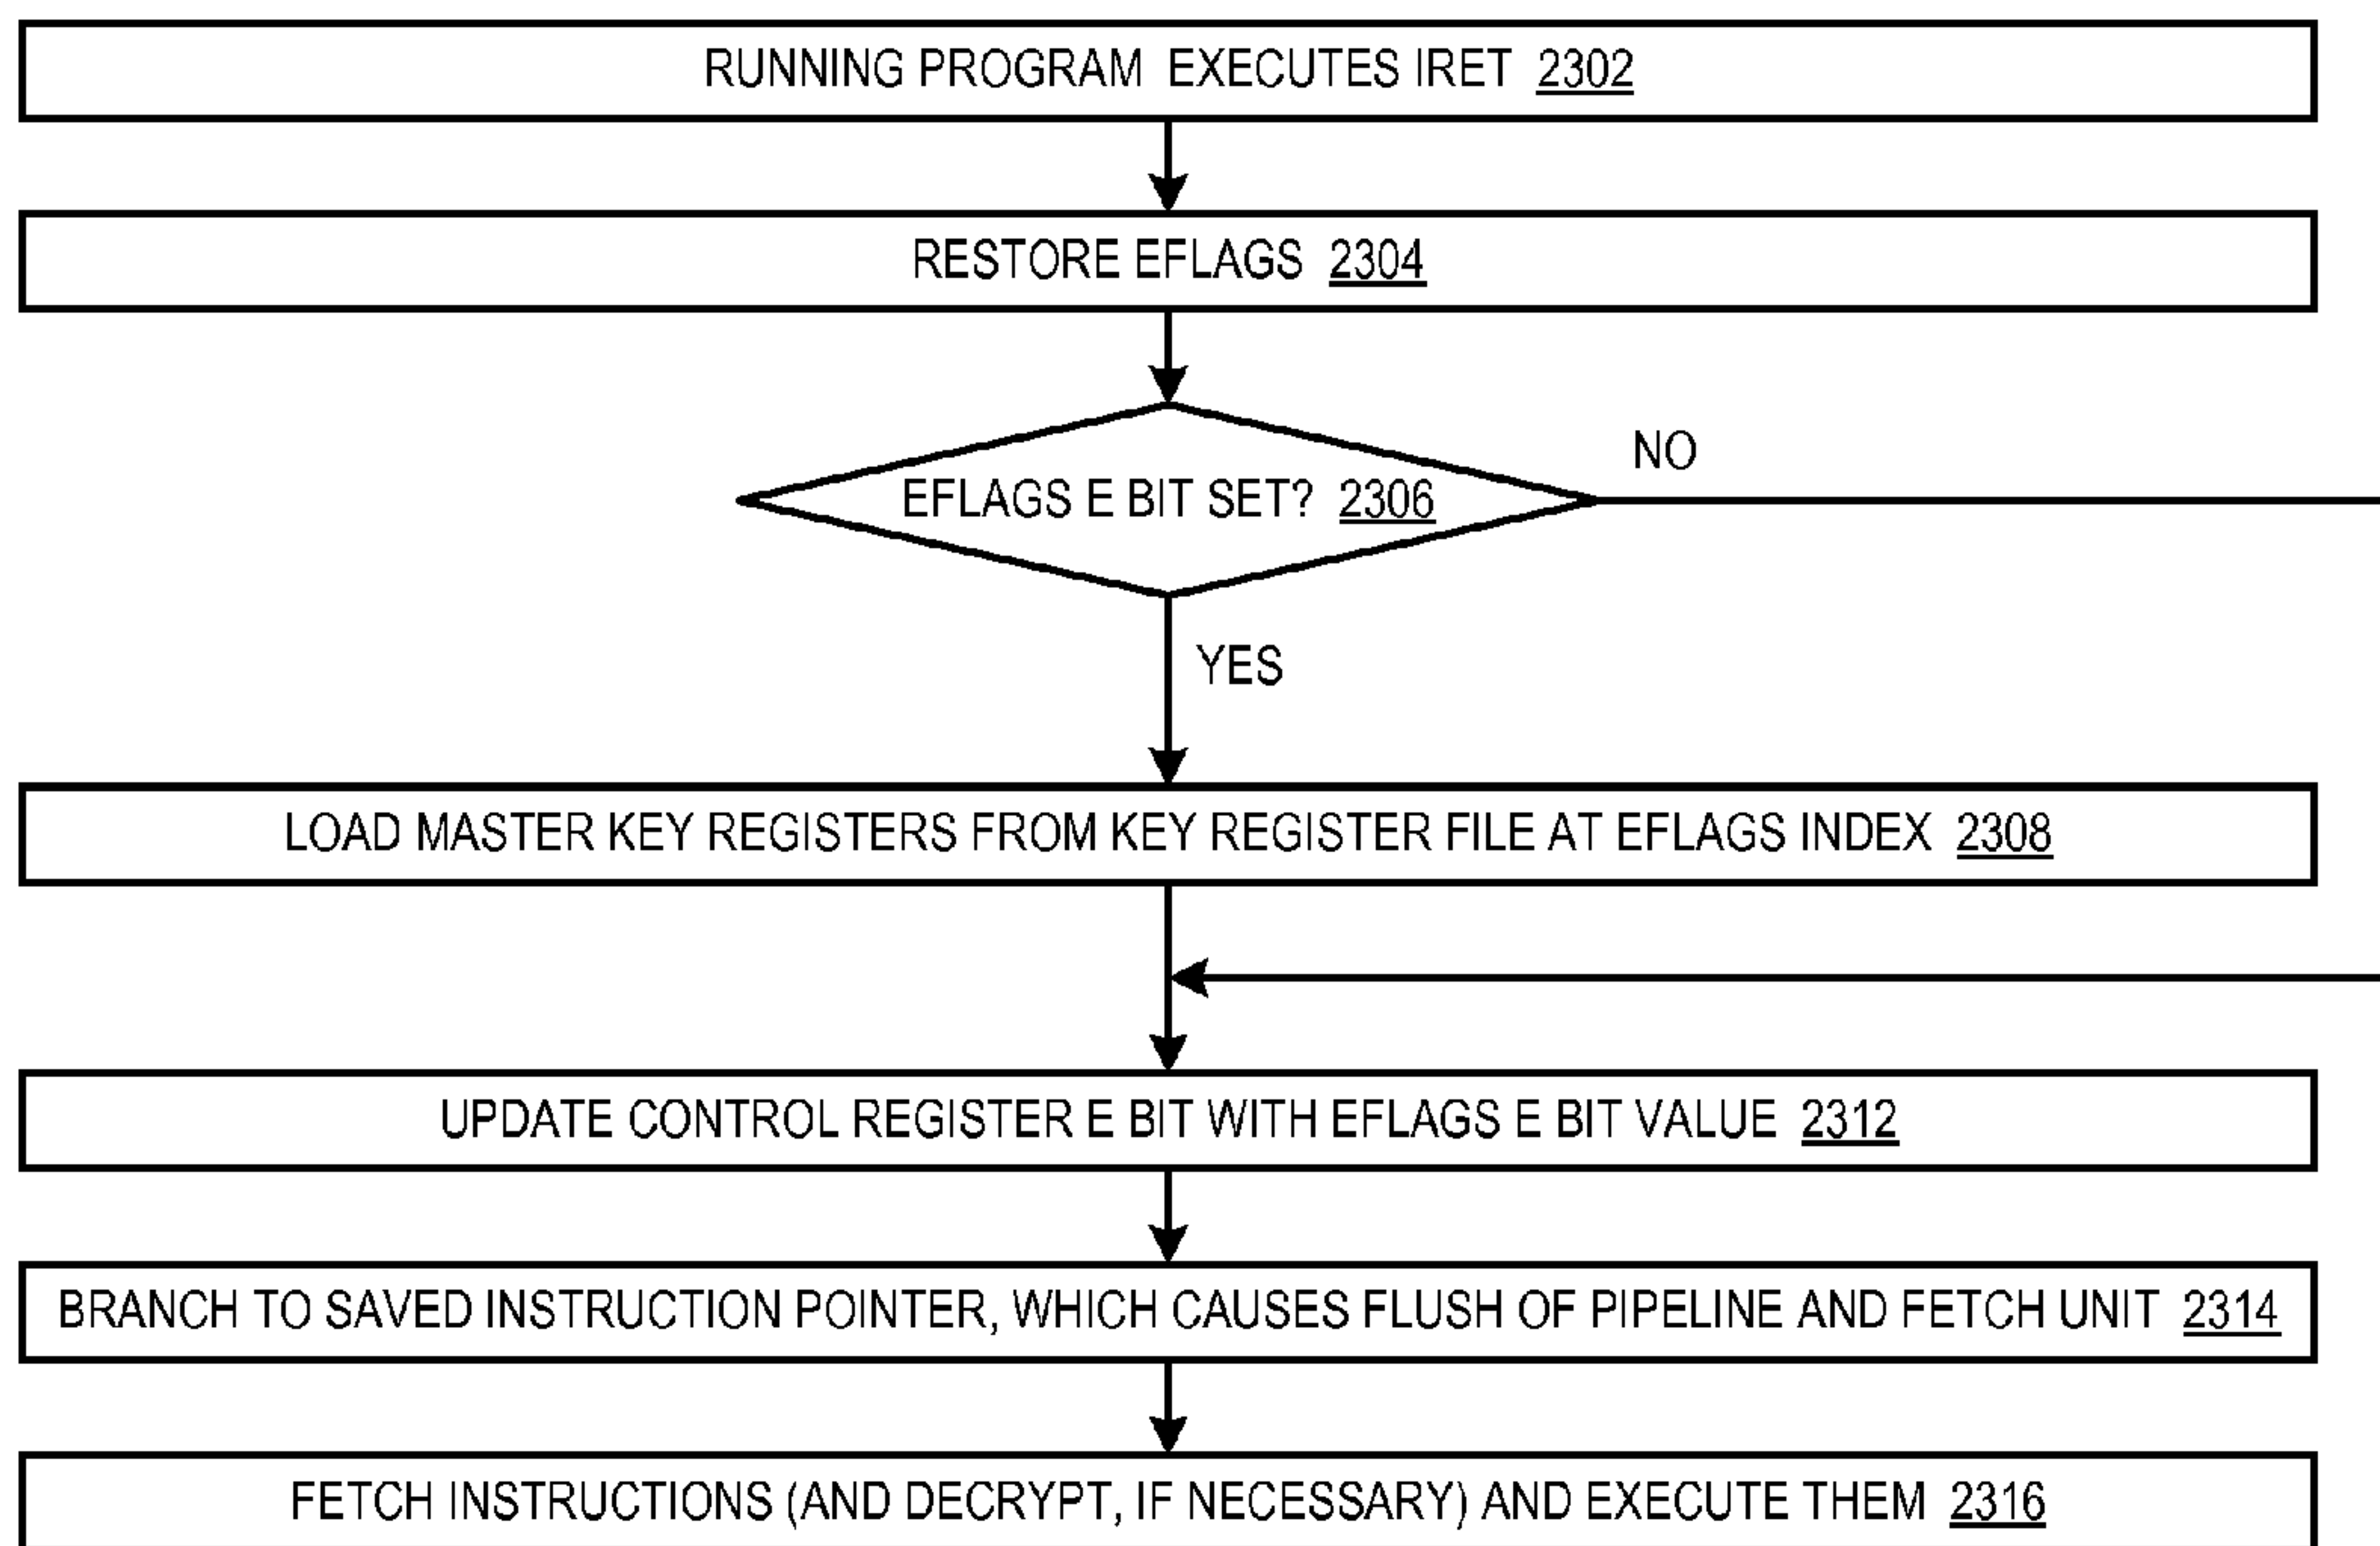 RUNNING PROGRAM EXECUTES IRET 2302
RESTORE EFLAGS 2304
NO
EFLAGS E BIT SET? 2306
YES
LOAD MASTER KEY REGISTERS FROM KEY REGISTER FILE AT EFLAGS INDEX 2308
UPDATE CONTROL REGISTER E BIT WITH EFLAGS E BIT VALUE 2312
BRANCH TO SAVED INSTRUCTION POINTER, WHICH CAUSES FLUSH OF PIPELINE AND FETCH UNIT 2314
FETCH INSTRUCTIONS (AND DECRYPT, IF NECESSARY) AND EXECUTE THEM 2316